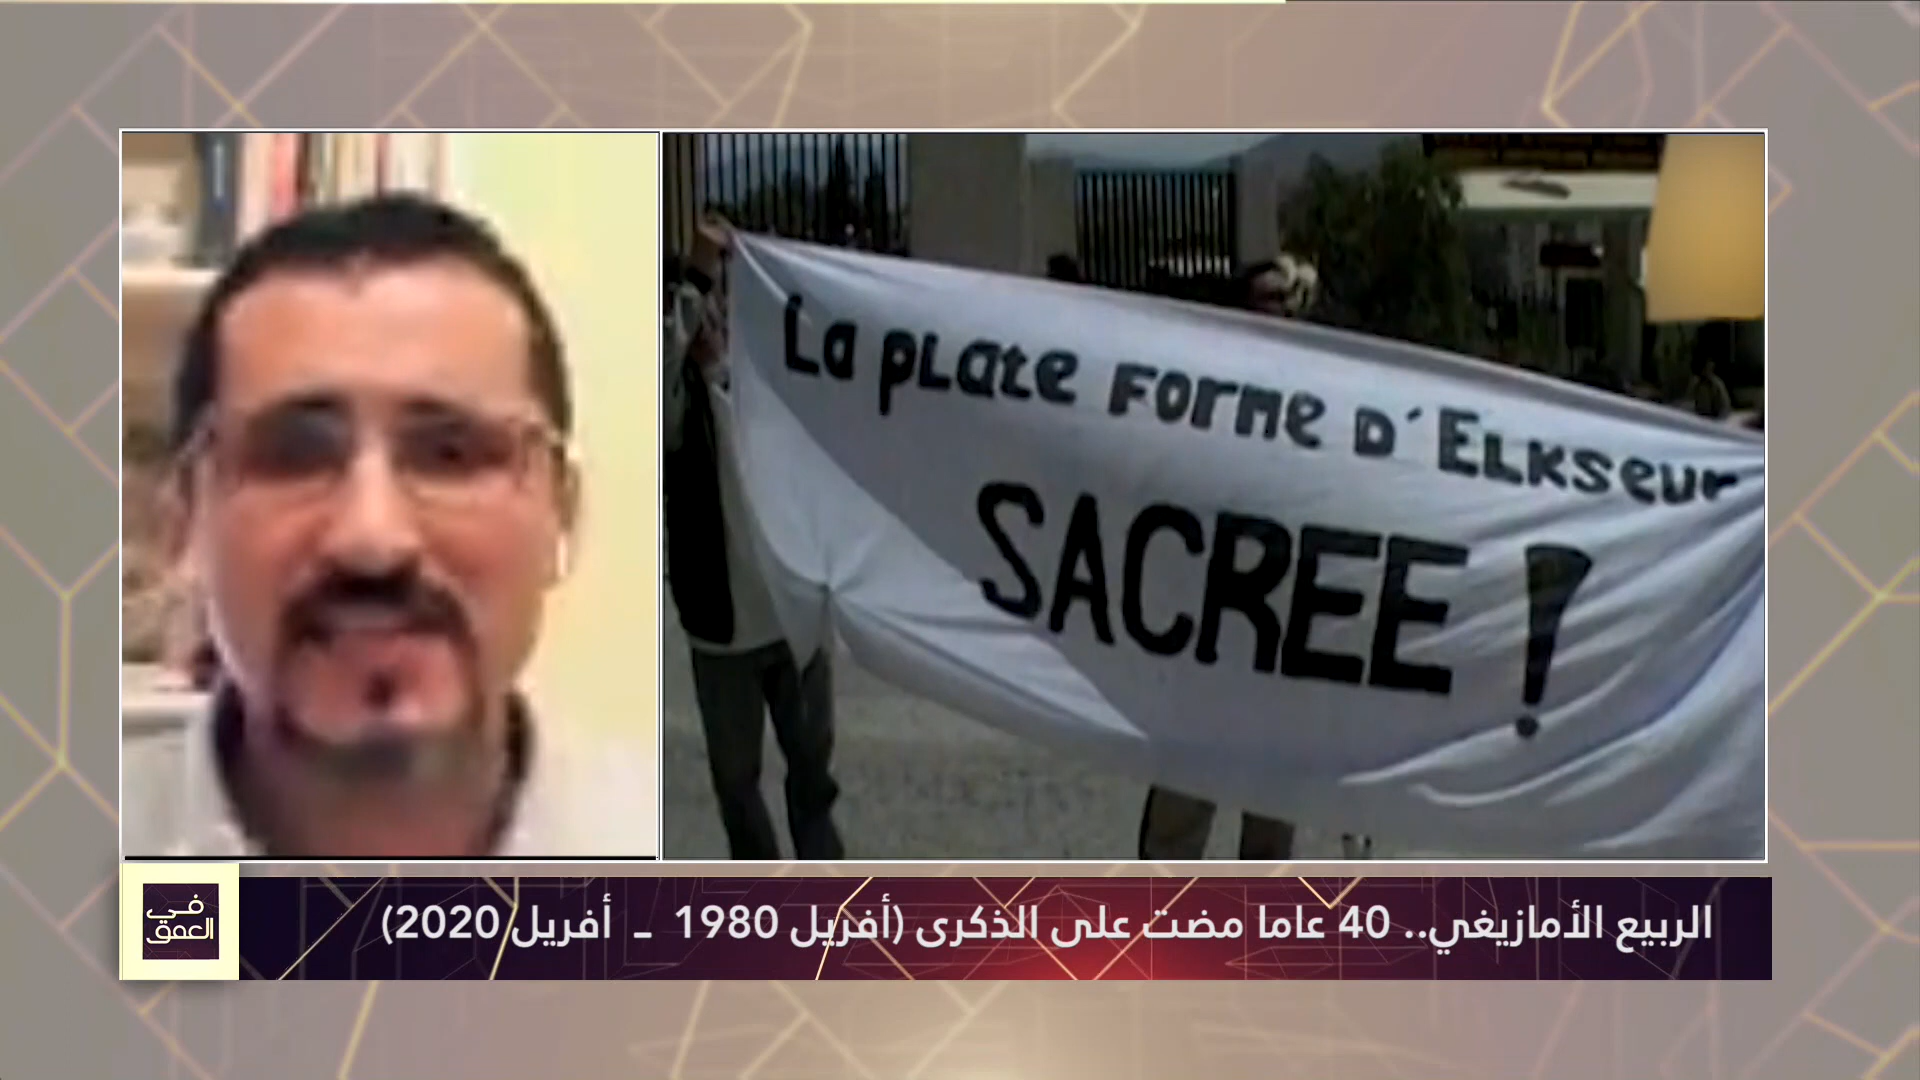 La PLate Forme D'ELKSeur
SACREE !
في
العمق
الربيع الأمازيغي.. 40 عاما مضت على الذكرى (أفريل 1980 ـ أفريل 2020)